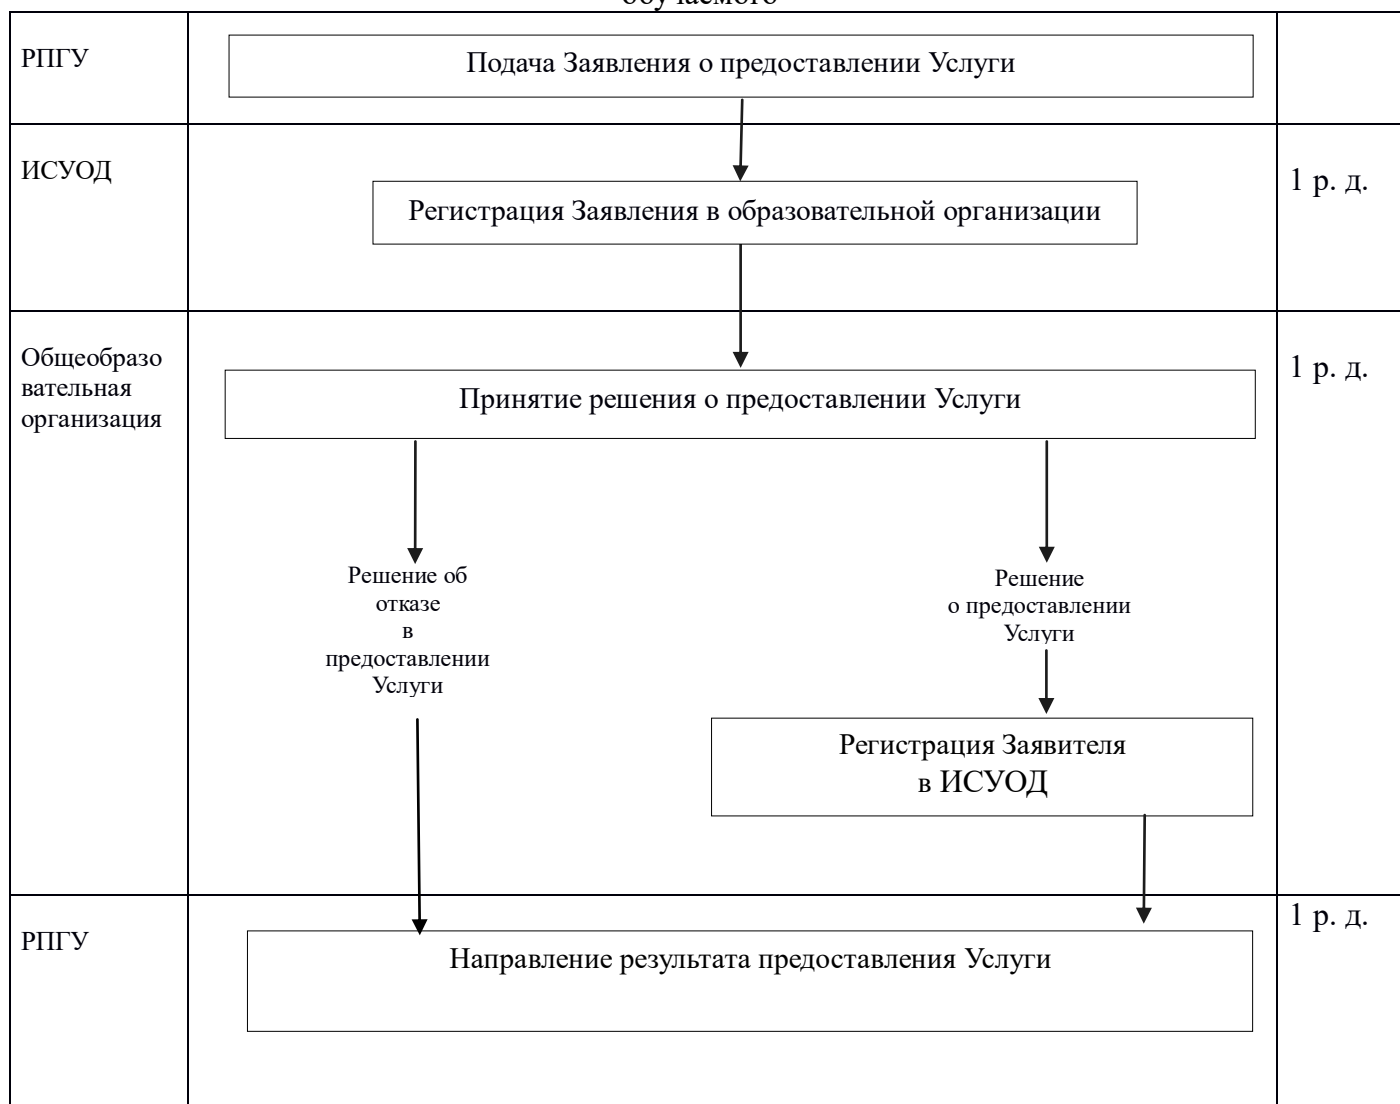 обучаемого
РПГУ
Подача Заявления о предоставлении Услуги
ИСУОД
Регистрация Заявления в образовательной организации
1 р. д.
Общеобразо
вательная
организация
Принятие решения о предоставлении Услуги
1 р. д.
Решение об
отказе
в
предоставлении
Услуги
Решение
о предоставлении
Услуги
Регистрация Заявителя
в ИСУОД
РПГУ
Направление результата предоставления Услуги
1 р. д.